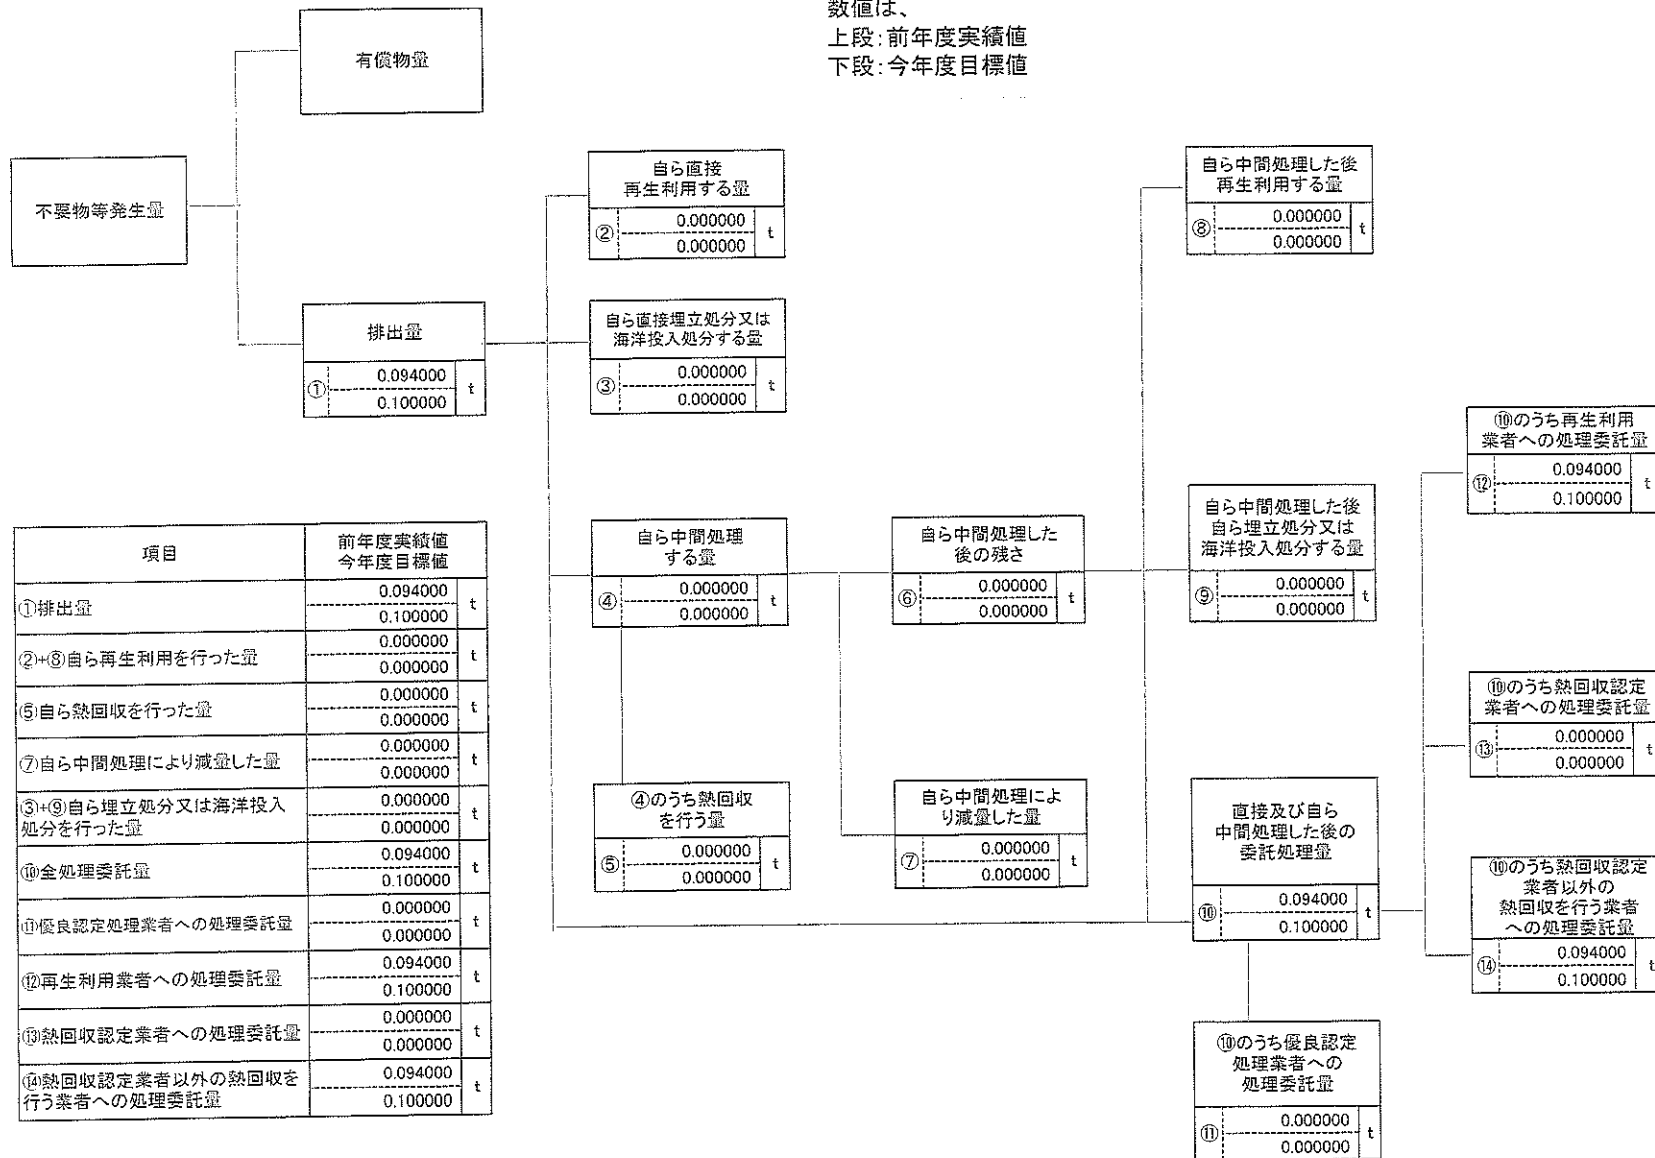 数値は、
上段:前年度実績値
下段:今年度目標値
有償物量
不要物等発生量
排出量
① 0.094000 t
0.100000
自ら直接
再生利用する量
② 0.000000 t
0.000000
自ら直接埋立処分又は
海洋投入処分する量
③ 0.000000 t
0.000000
自ら中間処理
する量
④ 0.000000 t
0.000000
④のうち熱回収
を行う量
⑤ 0.000000 t
0.000000
自ら中間処理した
後の残さ
⑥ 0.000000 t
0.000000
自ら中間処理によ
り減量した量
⑦ 0.000000 t
0.000000
自ら中間処理した後
再生利用する量
⑧ 0.000000 t
0.000000
自ら中間処理した後
自ら埋立処分又は
海洋投入処分する量
⑨ 0.000000 t
0.000000
直接及び自ら
中間処理した後の
委託処理量
⑩ 0.094000 t
0.100000
⑩のうち優良認定
処理業者への
処理委託量
⑪ 0.000000 t
0.000000
⑩のうち再生利用
業者への処理委託量
⑫ 0.094000 t
0.100000
⑩のうち熱回収認定
業者への処理委託量
⑬ 0.000000 t
0.000000
⑩のうち熱回収認定
業者以外の
熱回収を行う業者
への処理委託量
⑭ 0.094000 t
0.100000
項目 前年度実績値
今年度目標値
①排出量 0.094000 t
0.100000
②+⑧自ら再生利用を行った量 0.000000 t
0.000000
⑤自ら熱回収を行った量 0.000000 t
0.000000
⑦自ら中間処理により減量した量 0.000000 t
0.000000
③+⑨自ら埋立処分又は海洋投入 0.000000 t
処分を行った量 0.000000
⑩全処理委託量 0.094000 t
0.100000
⑪優良認定処理業者への処理委託量 0.000000 t
0.000000
⑫再生利用業者への処理委託量 0.094000 t
0.100000
⑬熱回収認定業者への処理委託量 0.000000 t
0.000000
⑭熱回収認定業者以外の熱回収を 0.094000 t
行う業者への処理委託量 0.100000